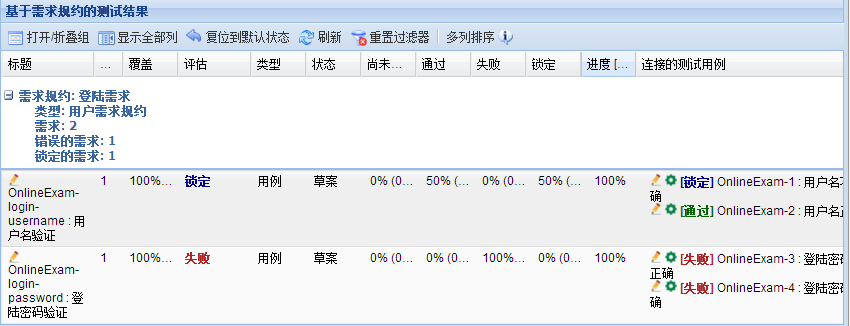 基于需求规约的测试结果
打开/折叠组 显示全部列 复位到默认状态 刷新 重置过滤器 多列排序
标题 ... 覆盖 评估 类型 状态 尚未... 通过 失败 锁定 进度 [... 连接的测试用例
需求规约: 登陆需求
类型: 用户需求规约
需求: 2
错误的需求: 1
锁定的需求: 1
OnlineExam-login-username : 用户名验证 1 100%... 锁定 用例 草案 0% (0... 50% (... 0% (0... 50% (... 100%
[锁定] OnlineExam-1 : 用户名
确
[通过] OnlineExam-2 : 用户名
OnlineExam-login-password : 登陆密码验证 1 100%... 失败 用例 草案 0% (0... 0% (0... 100%... 0% (0... 100%
[失败] OnlineExam-3 : 登陆密
正确
[失败] OnlineExam-4 : 登陆密
确